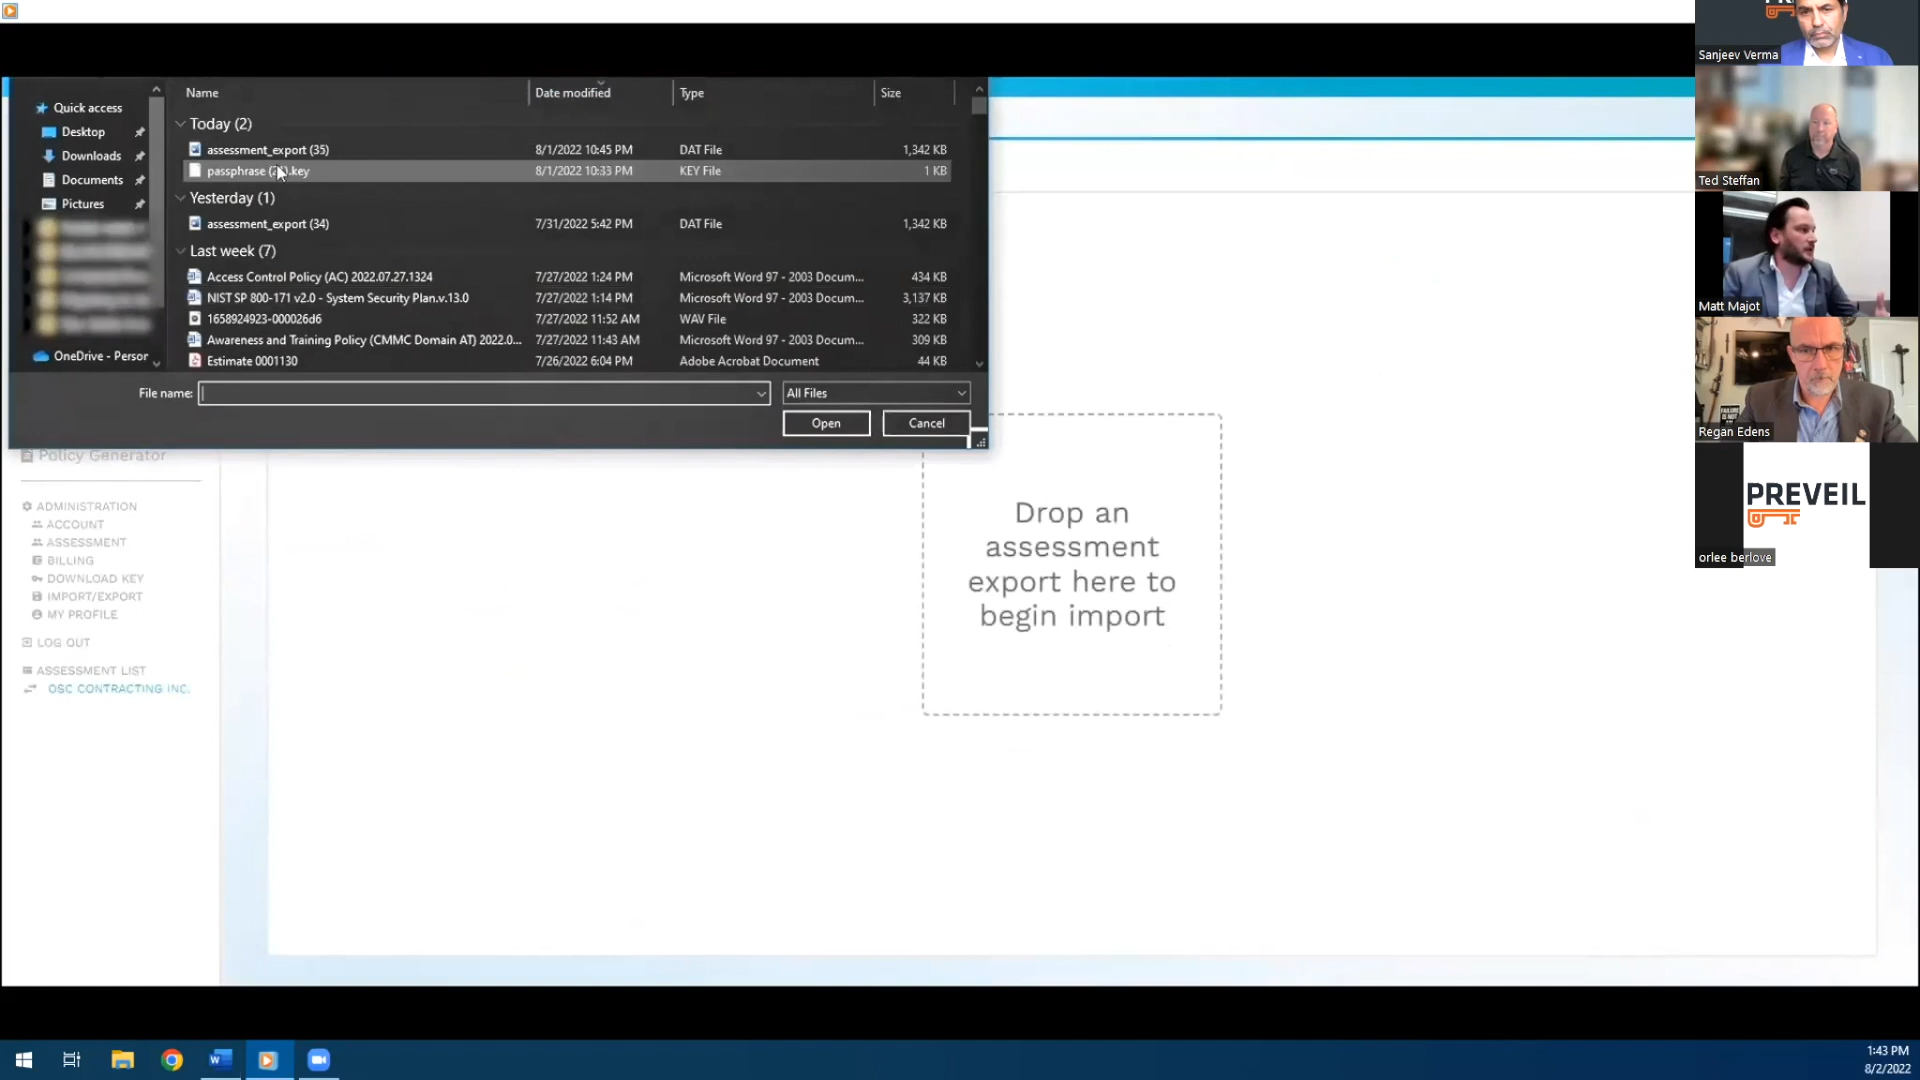 Name Date modified Type Size
Quick access
Desktop
Downloads
Documents
Pictures
OneDrive - Person
Today (2)
assessment_export (35) 8/1/2022 10:45 PM DAT File 1,342 KB
passphrase ( ).key 8/1/2022 10:33 PM KEY File 1 KB
Yesterday (1)
assessment_export (34) 7/31/2022 5:42 PM DAT File 1,342 KB
Last week (7)
Access Control Policy (AC) 2022.07.27.1324 7/27/2022 1:24 PM Microsoft Word 97 - 2003 Docum... 434 KB
NIST SP 800-171 v2.0 - System Security Plan.v.13.0 7/27/2022 1:14 PM Microsoft Word 97 - 2003 Docum... 3,137 KB
1658924923-000026d6 7/27/2022 11:52 AM WAV File 322 KB
Awareness and Training Policy (CMMC Domain AT) 2022.0... 7/27/2022 11:43 AM Microsoft Word 97 - 2003 Docum... 309 KB
Estimate 0001130 7/26/2022 6:04 PM Adobe Acrobat Document 44 KB
File name: All Files
Open Cancel
Policy Generator
ADMINISTRATION
ACCOUNT
ASSESSMENT
BILLING
DOWNLOAD KEY
IMPORT/EXPORT
MY PROFILE
LOG OUT
ASSESSMENT LIST
OSC CONTRACTING INC.
Drop an
assessment
export here to
begin import
Sanjeev Verma
Ted Steffan
Matt Majot
Regan Edens
PREVEIL
orlee berlove
1:43 PM
8/2/2022